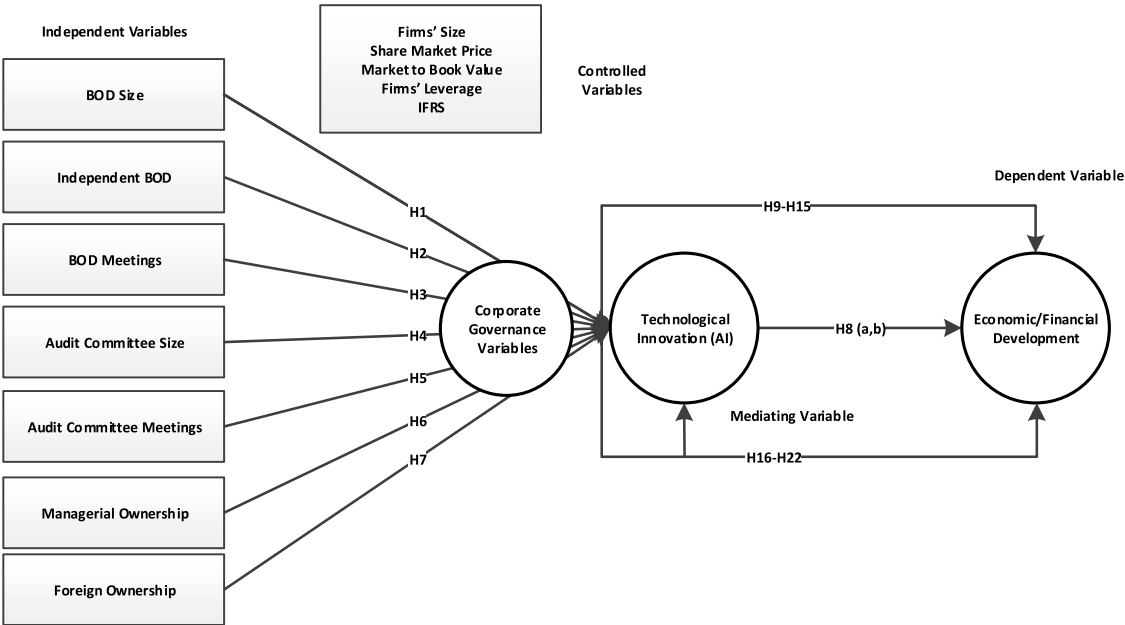 Independent Variables
BOD Size
Independent BOD
BOD Meetings
Audit Committee Size
Audit Committee Meetings
Managerial Ownership
Foreign Ownership
Firms' Size
Share Market Price
Market to Book Value
Firms' Leverage
IFRS
Controlled
Variables
H1
H2
H3
H4
H5
H6
H7
Corporate
Governance
Variables
Technological
Innovation (AI)
Mediating Variable
H9-H15
H8 (a,b)
H16-H22
Dependent Variable
Economic/Financial
Development